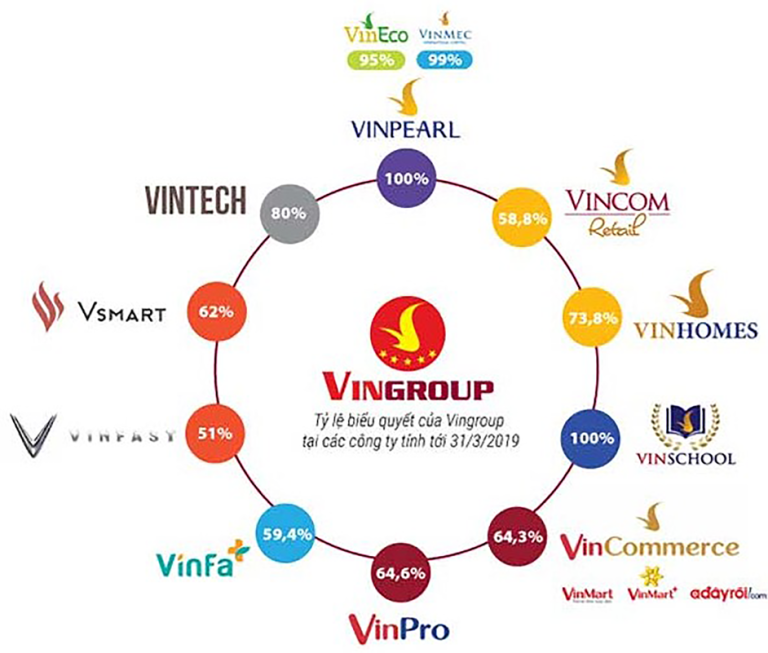 VinEco
VINMEC
95%
99%
VINPEARL
100%
VINTECH
80%
58,8%
VINCOM
Retail
VSMART
62%
73,8%
VINHOMES
VINGROUP
Tỷ lệ biểu quyết của Vingroup
tại các công ty tính tới 31/3/2019
VINFAST
51%
100%
VINSCHOOL
59,4%
VinFa
64,3%
VinCommerce
64,6%
VinMart
VinMart+
adâyrôi!.com
VinPro